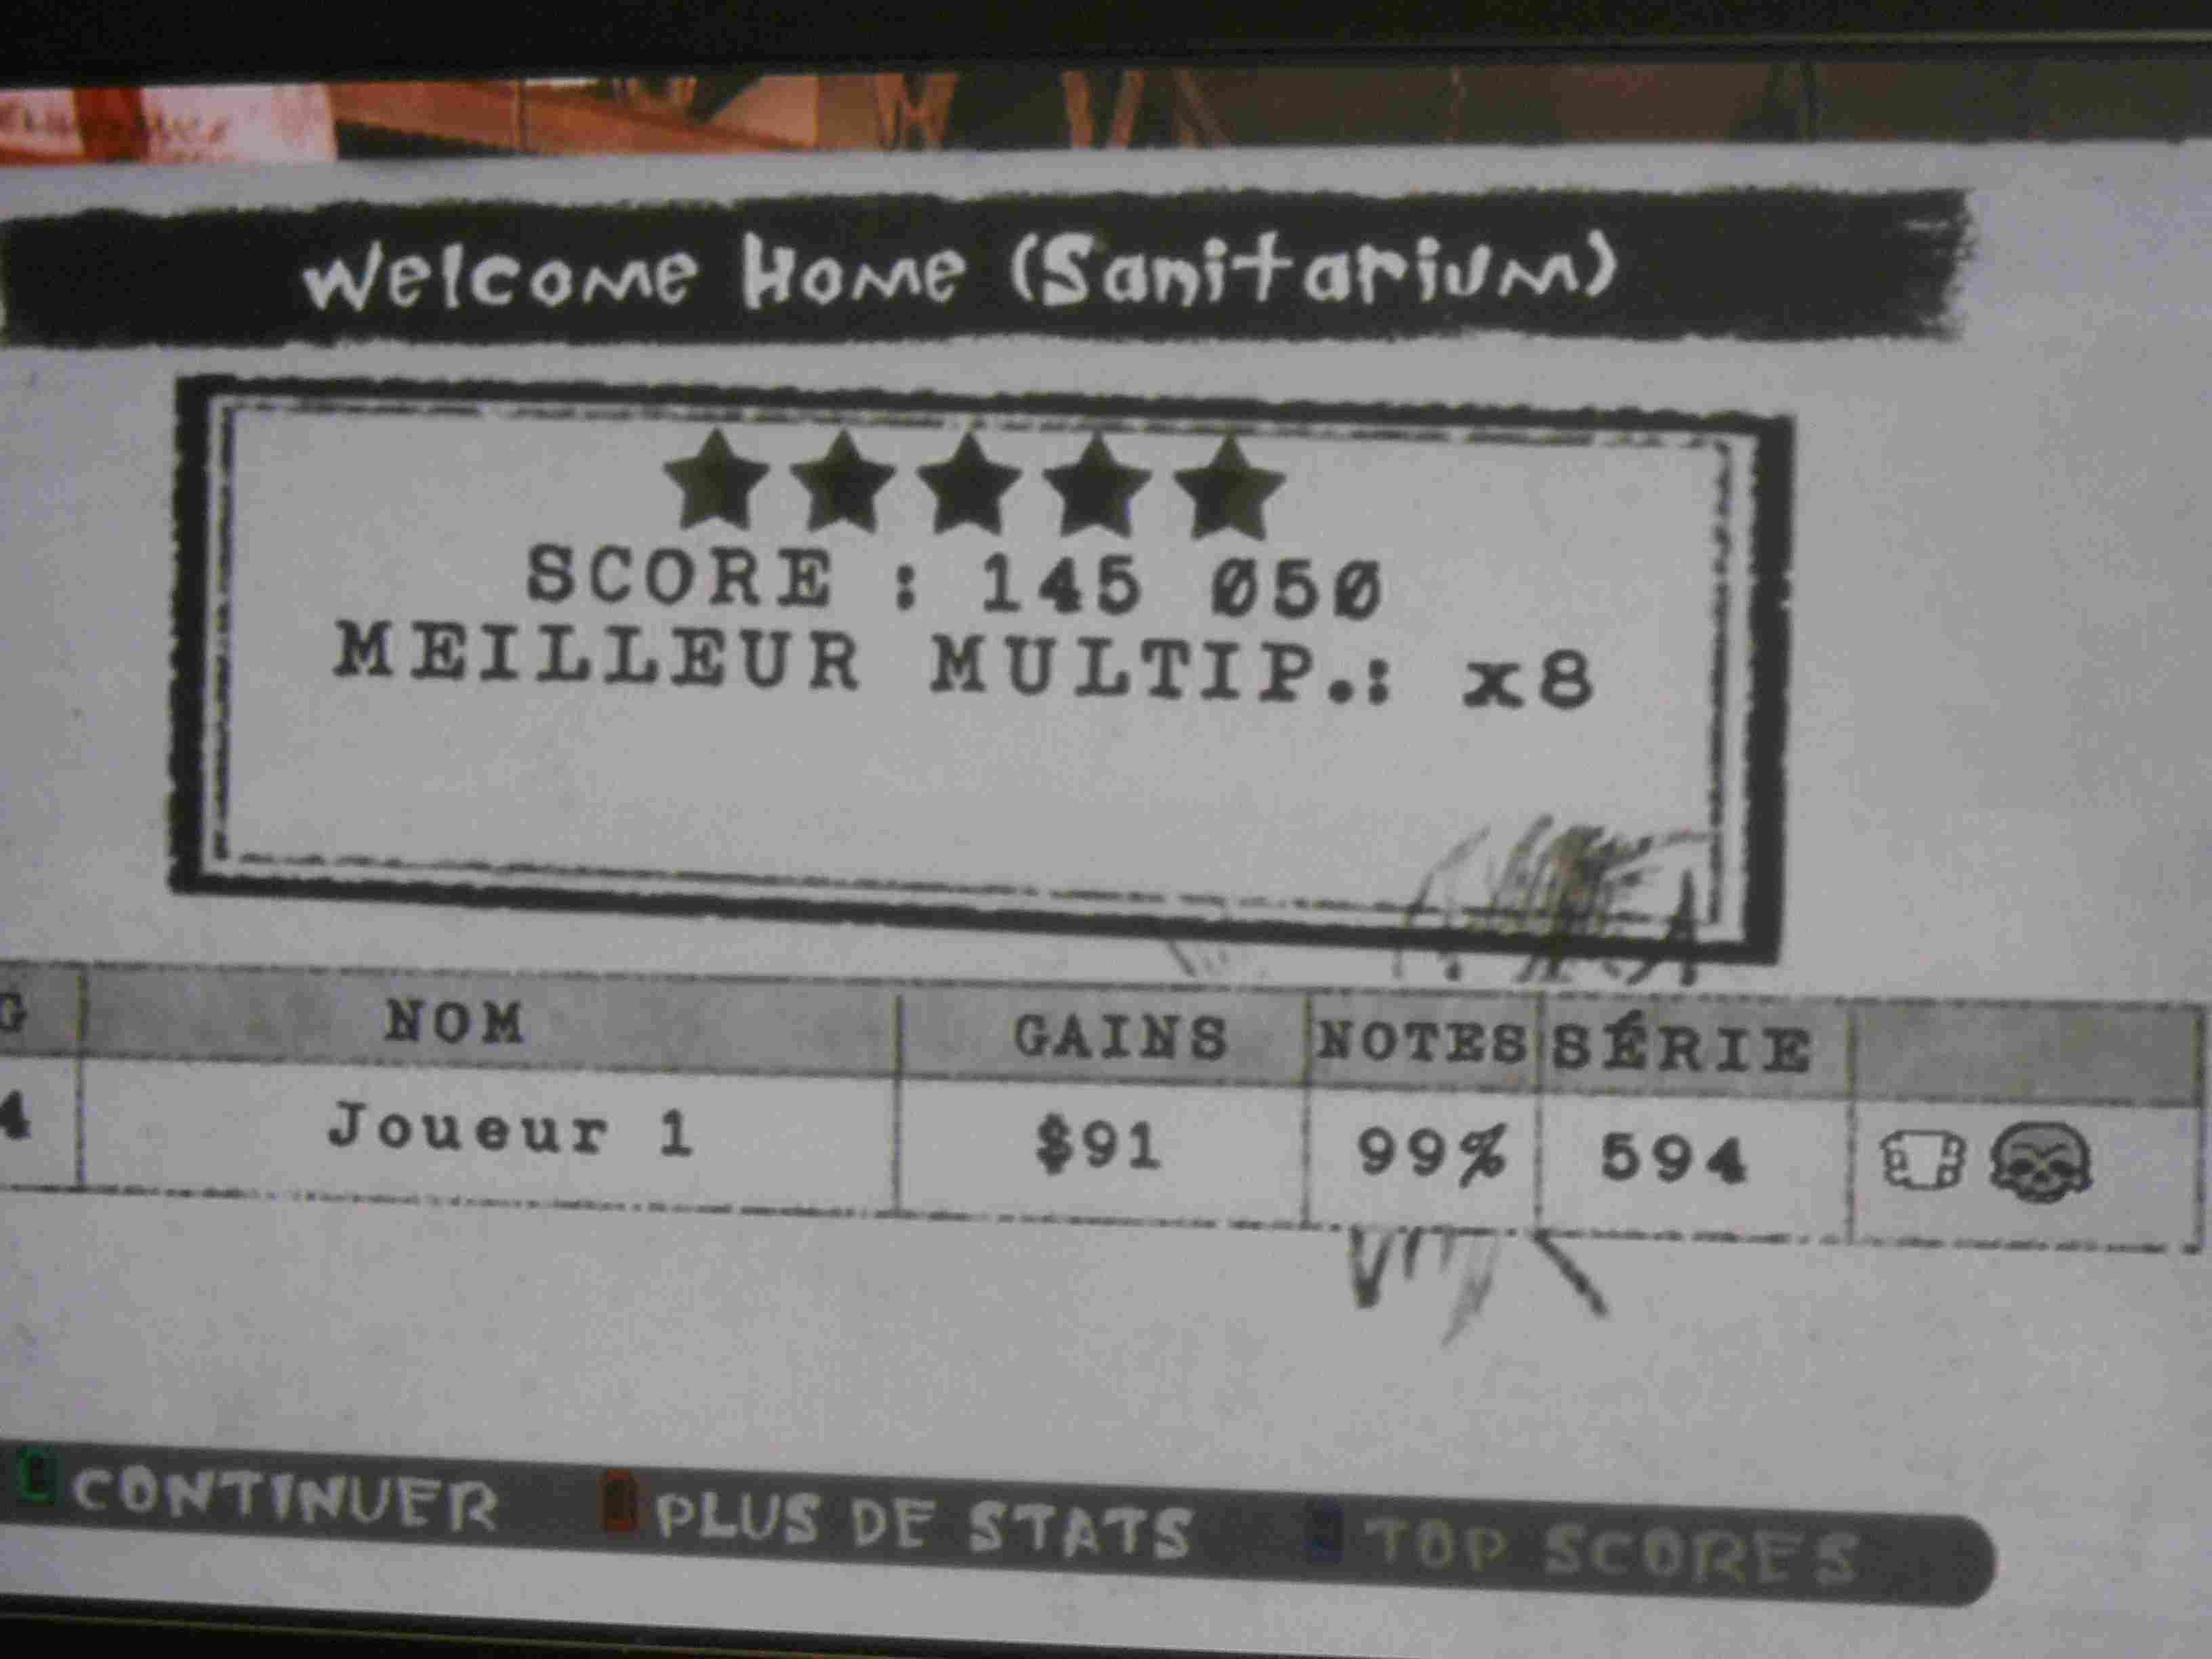 Welcome Home (Sanitarium)
SCORE : 145 050
MEILLEUR MULTIP.: x8
G NOM GAINS NOTES SÉRIE
4 Joueur 1 $91 99% 594
CONTINUER PLUS DE STATS TOP SCORES